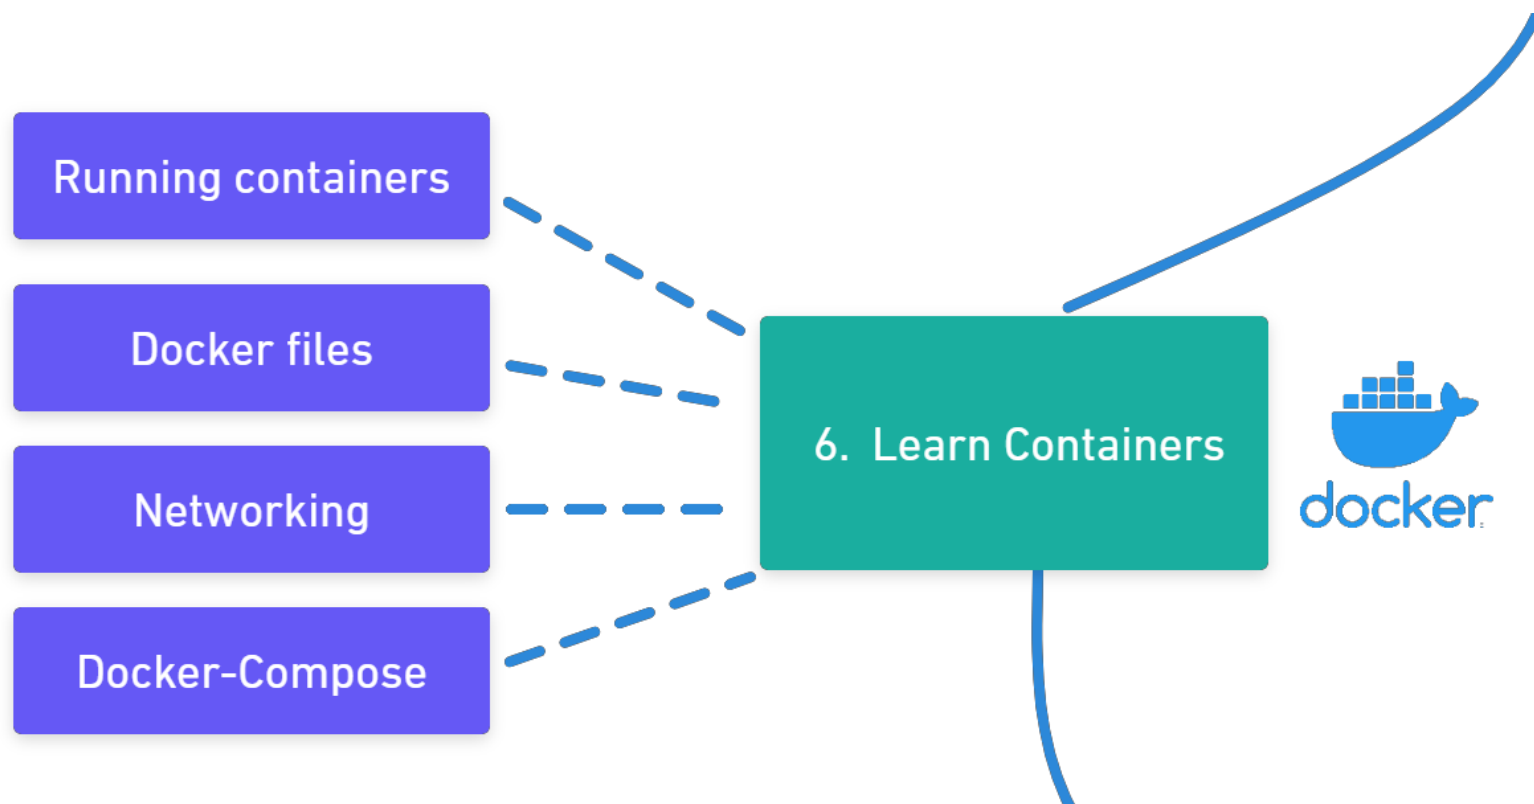 Running containers
Docker files
Networking
Docker-Compose
6. Learn Containers
docker